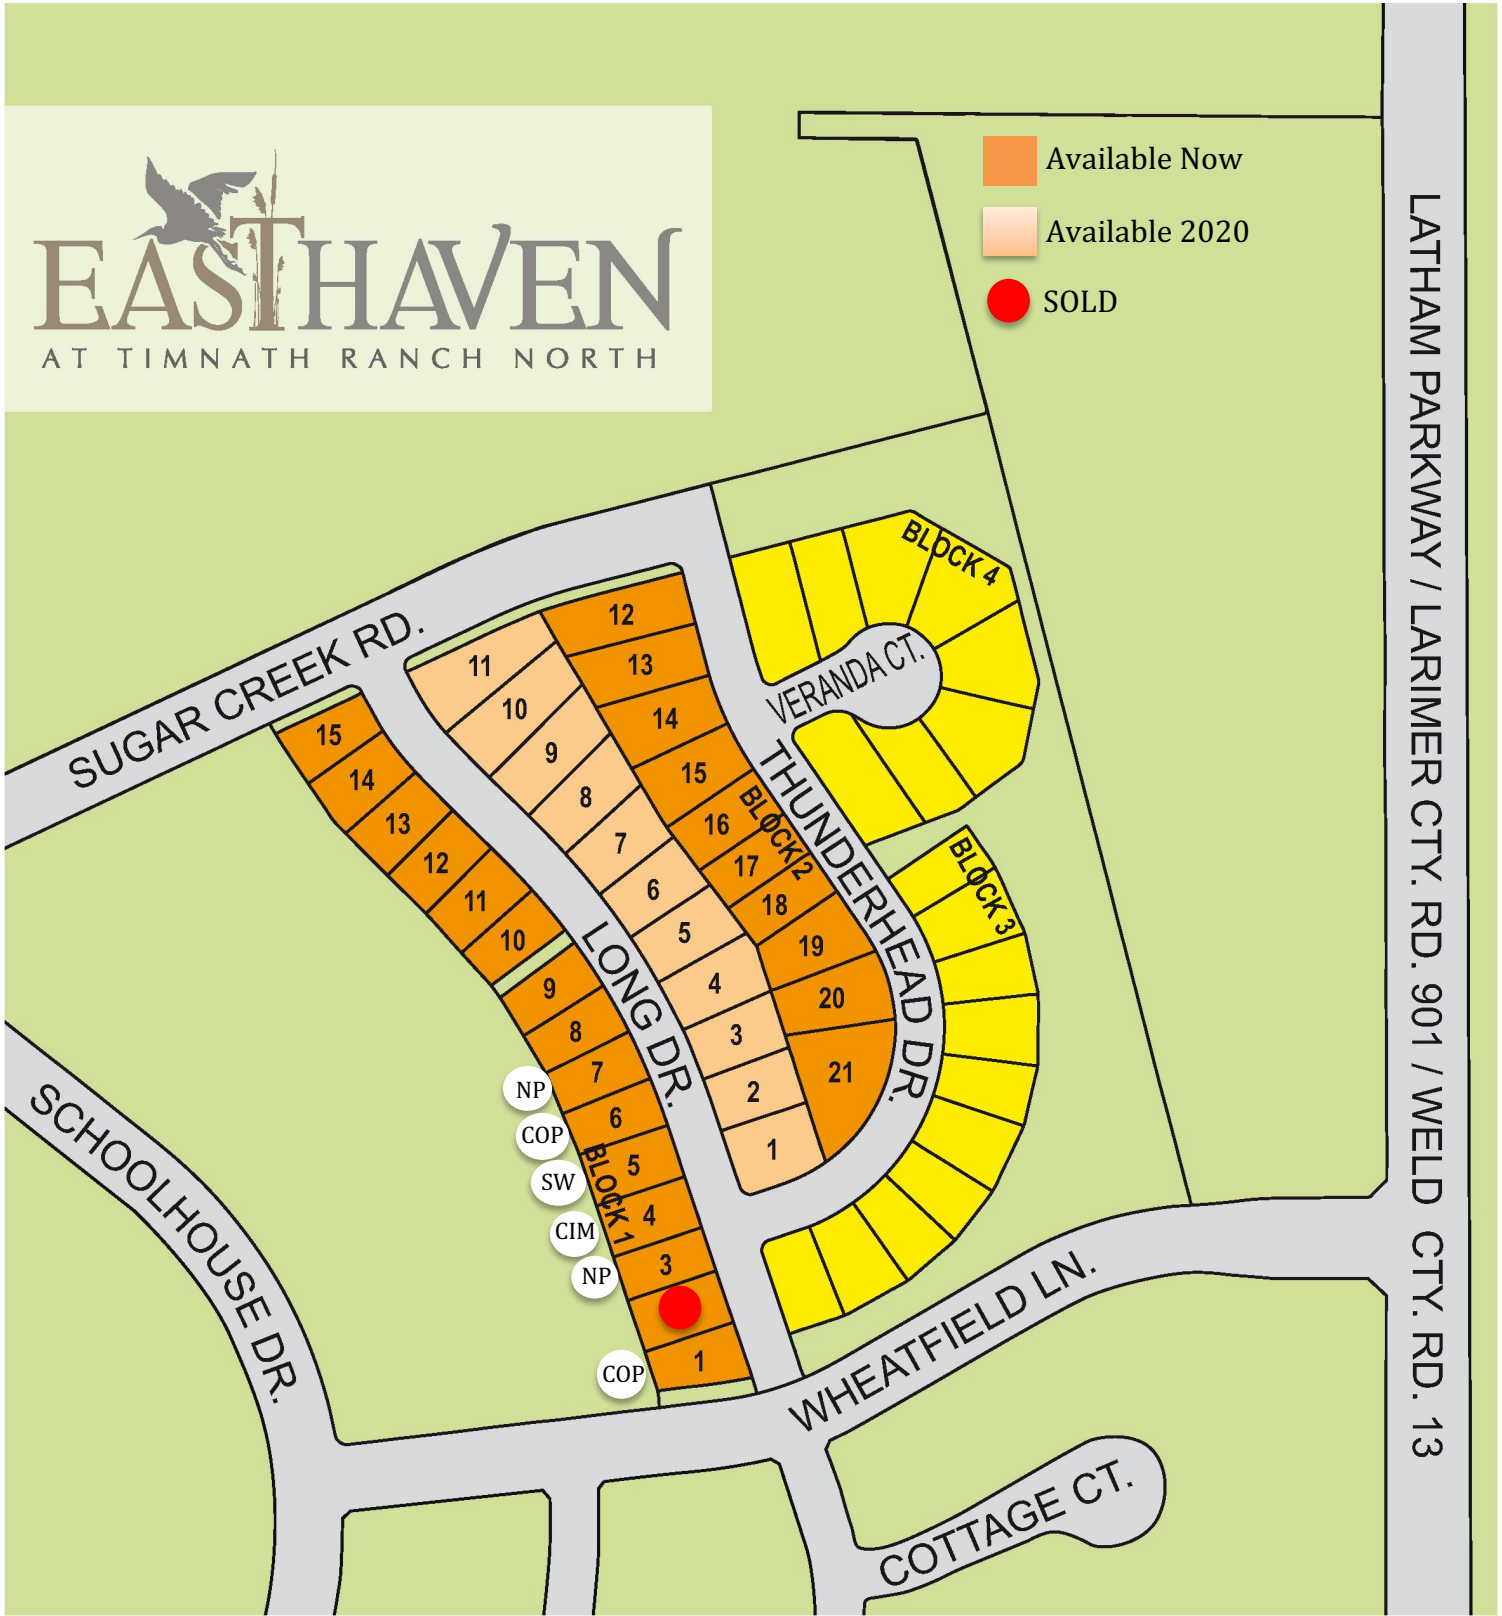 EASTHAVEN
AT TIMNATH RANCH NORTH
Available Now
Available 2020
SOLD
LATHAM PARKWAY / LARIMER CTY. RD. 901 / WELD CTY. RD. 13
SUGAR CREEK RD.
BLOCK 4
VERANDA CT.
THUNDERHEAD DR.
BLOCK 3
12
13
14
15
16
17
18
19
20
21
BLOCK 2
11
10
9
8
7
6
5
4
3
2
1
LONG DR.
15
14
13
12
11
10
9
8
7
6
5
4
3
1
BLOCK 1
NP
COP
SW
CIM
NP
COP
SCHOOLHOUSE DR.
WHEATFIELD LN.
COTTAGE CT.